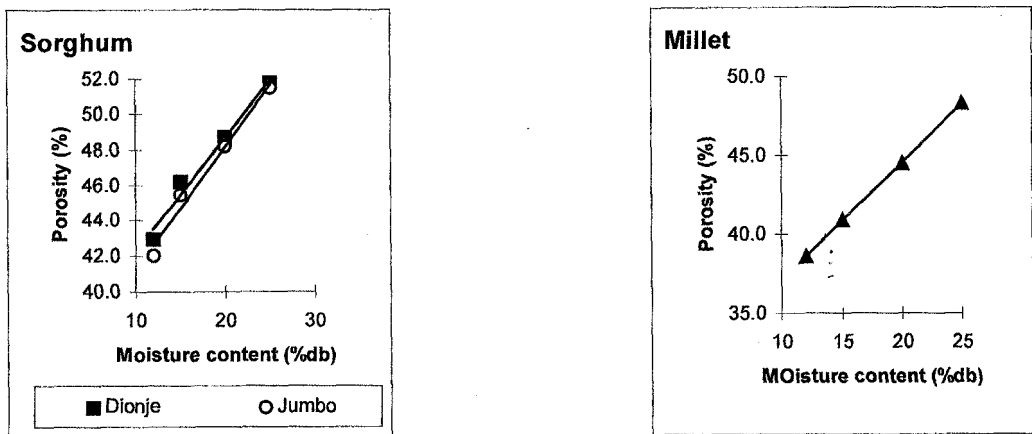 Sorghum
52.0
50.0
48.0
46.0
44.0
42.0
40.0
Porosity (%)
10 20 30
Moisture content (%db)
Dionje Jumbo
Millet
50.0
45.0
40.0
35.0
Porosity (%)
10 15 20 25
MOisture content (%db)